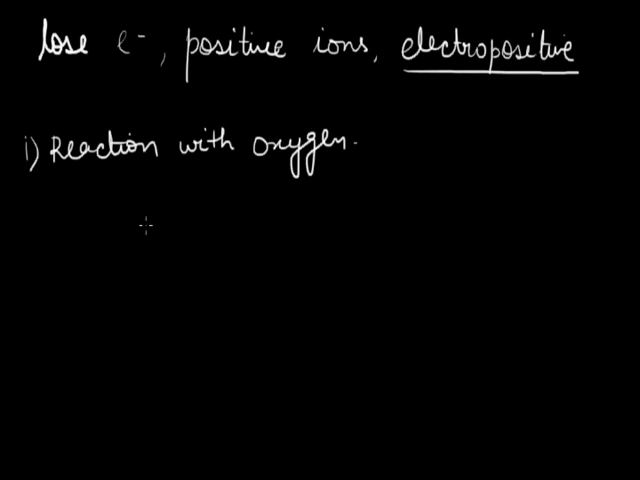 lose e⁻, positive ions, electropositive
i) Reaction with oxygen.